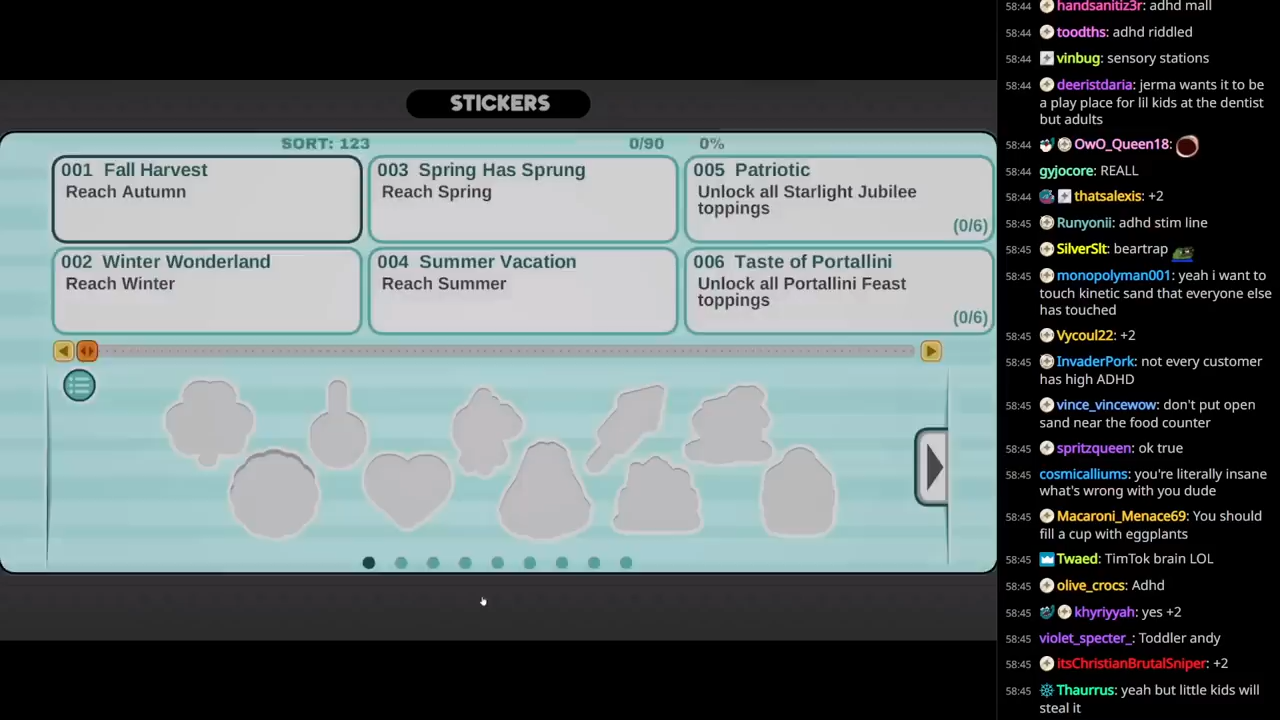 STICKERS
SORT: 123
0/90 0%
001 Fall Harvest
Reach Autumn
003 Spring Has Sprung
Reach Spring
005 Patriotic
Unlock all Starlight Jubilee
toppings
(0/6)
002 Winter Wonderland
Reach Winter
004 Summer Vacation
Reach Summer
006 Taste of Portallini
Unlock all Portallini Feast
toppings
(0/6)
58:44 handsanitiz3r: adhd mall
58:44 toodths: adhd riddled
58:44 vinbug: sensory stations
58:44 deeristdaria: jerma wants it to be
a play place for lil kids at the dentist
but adults
58:44 OwO_Queen18:
gyjocore: REALL
58:44 thatsalexis: +2
58:45 Runyonii: adhd stim line
58:45 SilverSlt: beartrap
58:45 monopolyman001: yeah i want to
touch kinetic sand that everyone else
has touched
58:45 Vycoul22: +2
58:45 InvaderPork: not every customer
has high ADHD
58:45 vince_vincewow: don't put open
sand near the food counter
58:45 spritzqueen: ok true
cosmicalliums: you're literally insane
what's wrong with you dude
58:45 Macaroni_Menace69: You should
fill a cup with eggplants
58:45 Twaed: TimTok brain LOL
58:45 olive_crocs: Adhd
58:45 khyriyyah: yes +2
violet_specter_: Toddler andy
58:45 itsChristianBrutalSniper: +2
58:45 Thaurrus: yeah but little kids will
steal it